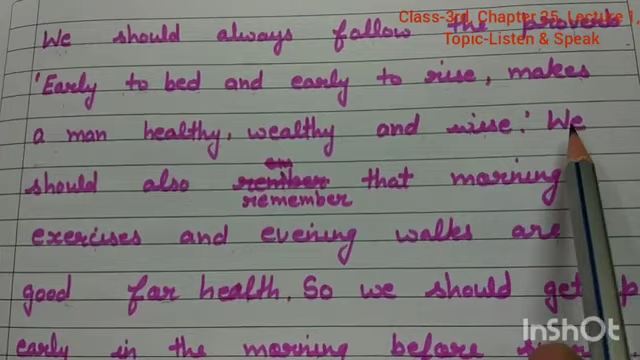 Class-3rd, Chapter 35, Lecture 1,
Topic-Listen & Speak
We should always follow the proverb
'Early to bed and early to rise, makes
a man healthy, wealthy and wise.' We
should also remember that morning
exercises and evening walks are
good for health. So we should get up
early in the morning before
InShOt